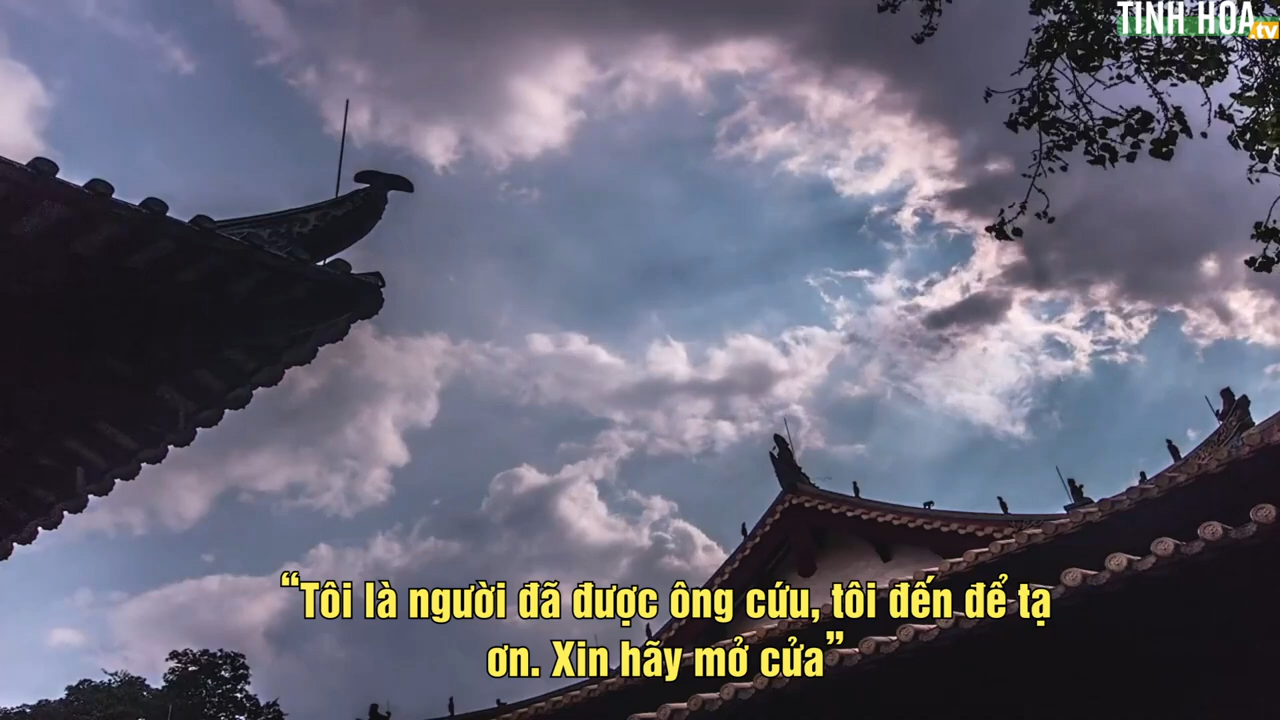 TINH HOA
.tv
“Tôi là người đã được ông cứu, tôi đến để tạ
ơn. Xin hãy mở cửa”